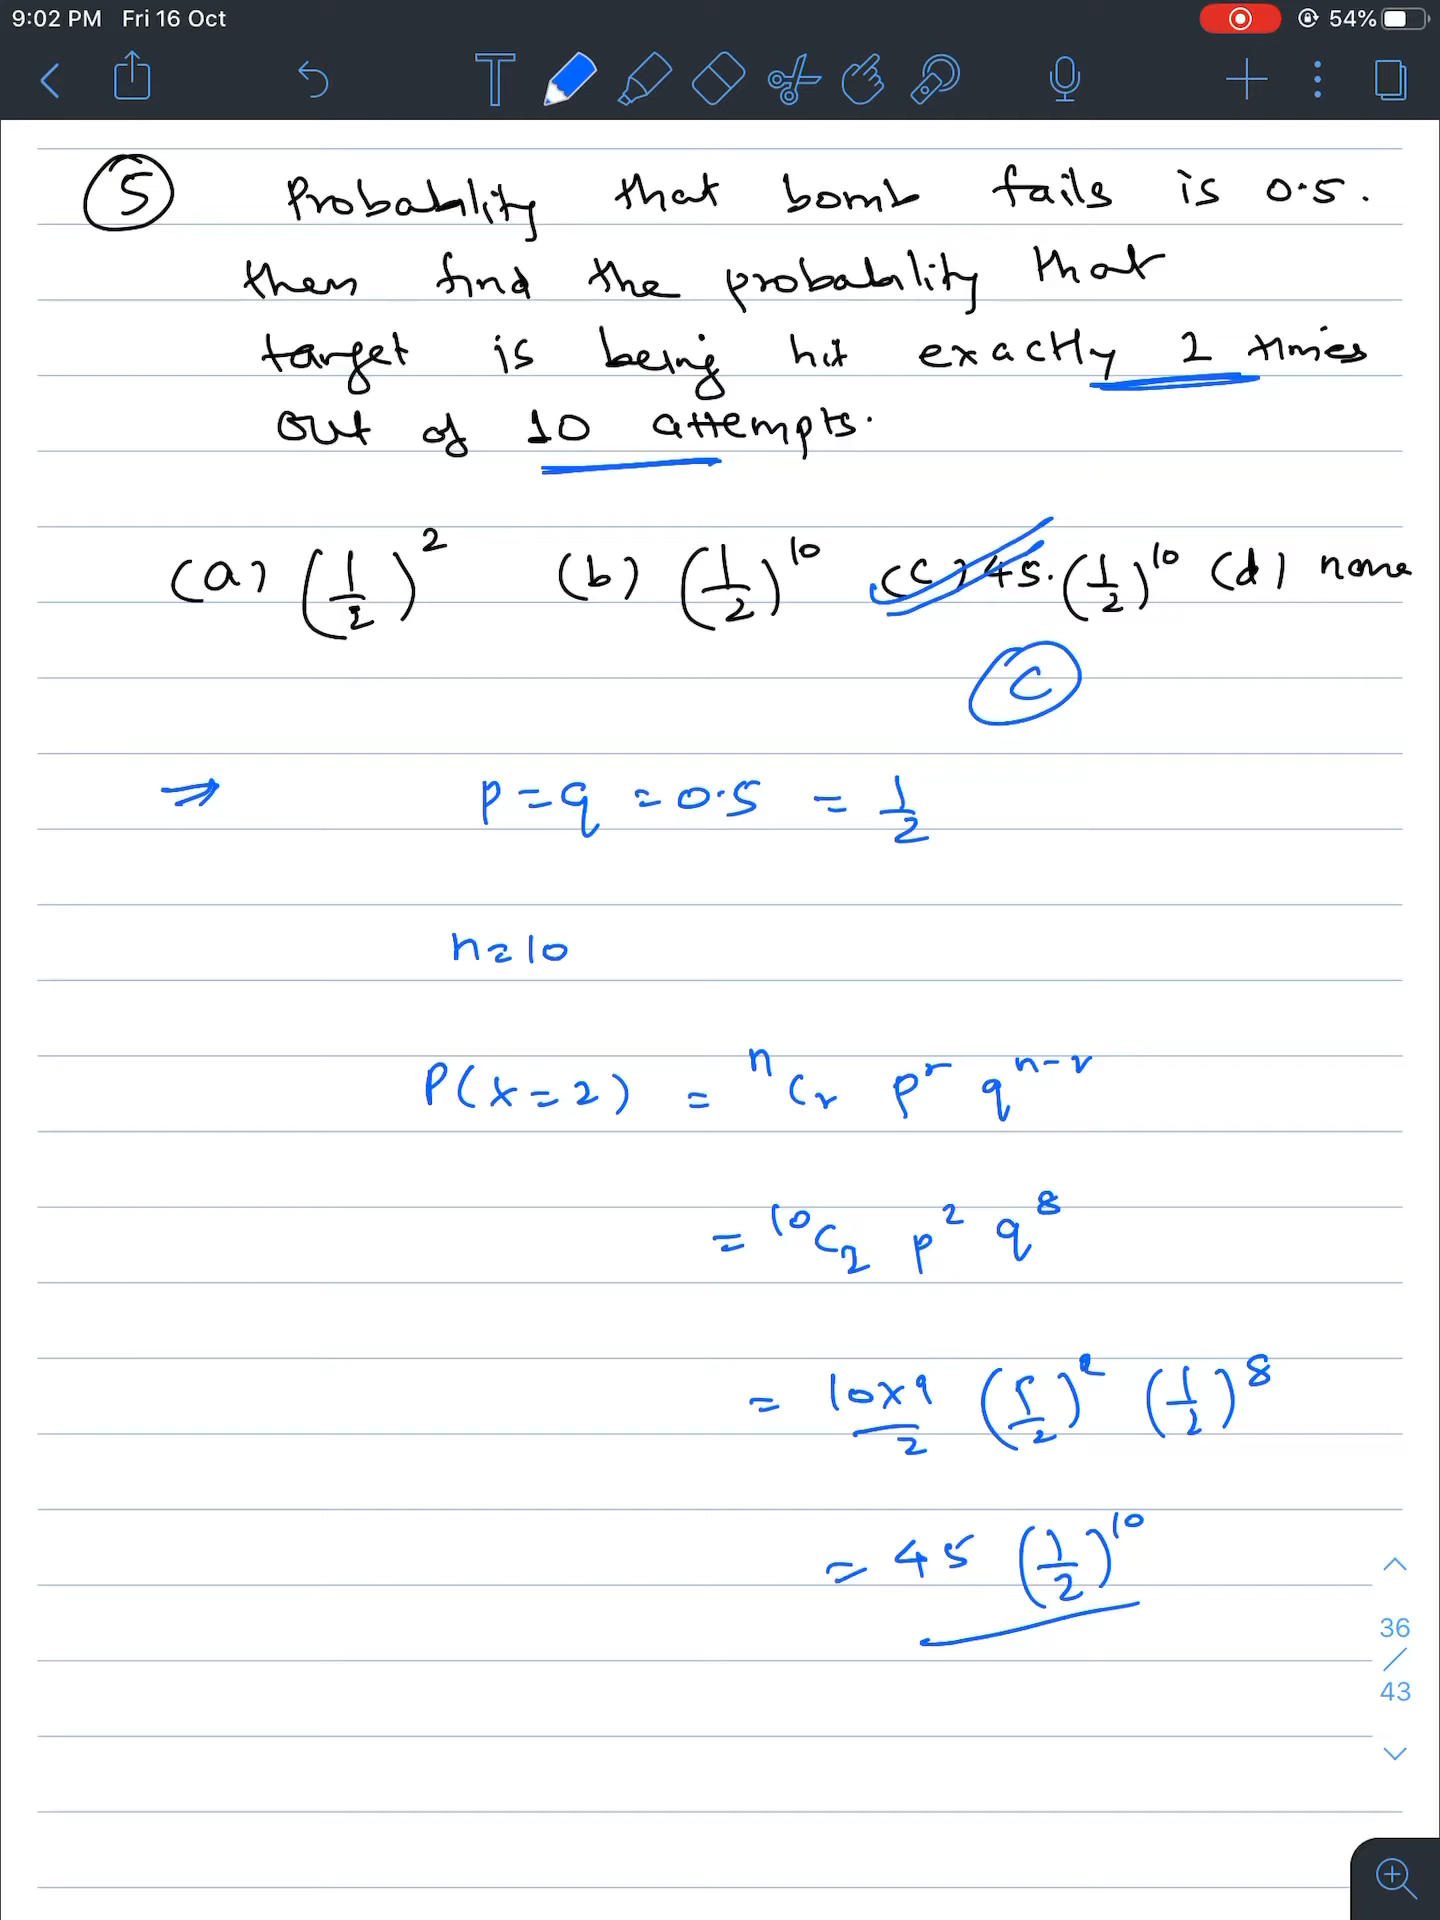 9:02 PM Fri 16 Oct 54%
T
5 Probability that bomb fails is 0.5.
then find the probability that
target is being hit exactly 2 times
out of 10 attempts.
(a) (1/2)^2 (b) (1/2)^10 (c) 45.(1/2)^10 (d) none
C
⇒ p = q = 0.5 = 1/2
n = 10
P(x = 2) = nCr p^r q^n-r
= 10C2 p^2 q^8
= 10x9/2 (1/2)^2 (1/2)^8
= 45 (1/2)^10
36
/
43